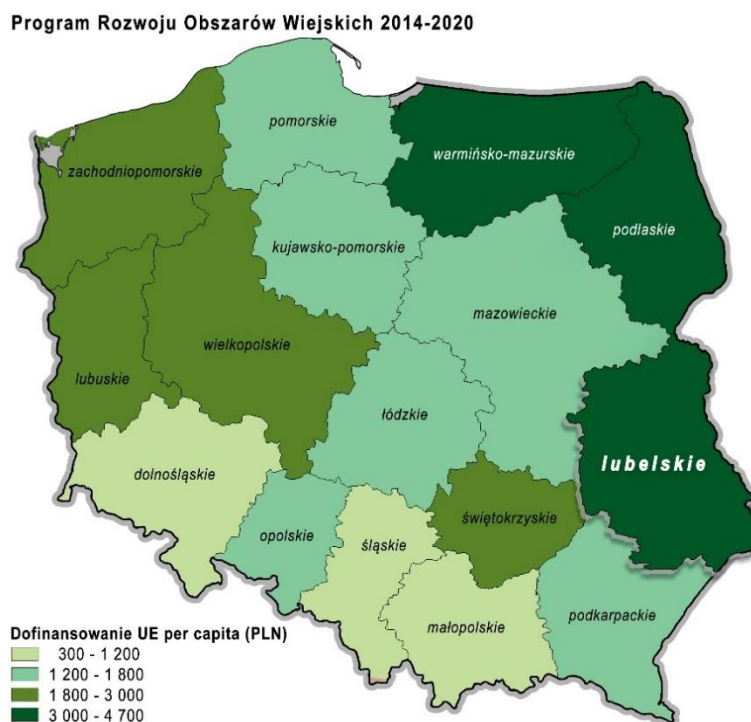 Program Rozwoju Obszarów Wiejskich 2014-2020
pomorskie
warmińsko-mazurskie
zachodniopomorskie
podlaskie
kujawsko-pomorskie
mazowieckie
wielkopolskie
lubuskie
łódzkie
lubelskie
dolnośląskie
świętokrzyskie
opolskie
śląskie
podkarpackie
małopolskie
Dofinansowanie UE per capita (PLN)
300 - 1 200
1 200 - 1 800
1 800 - 3 000
3 000 - 4 700